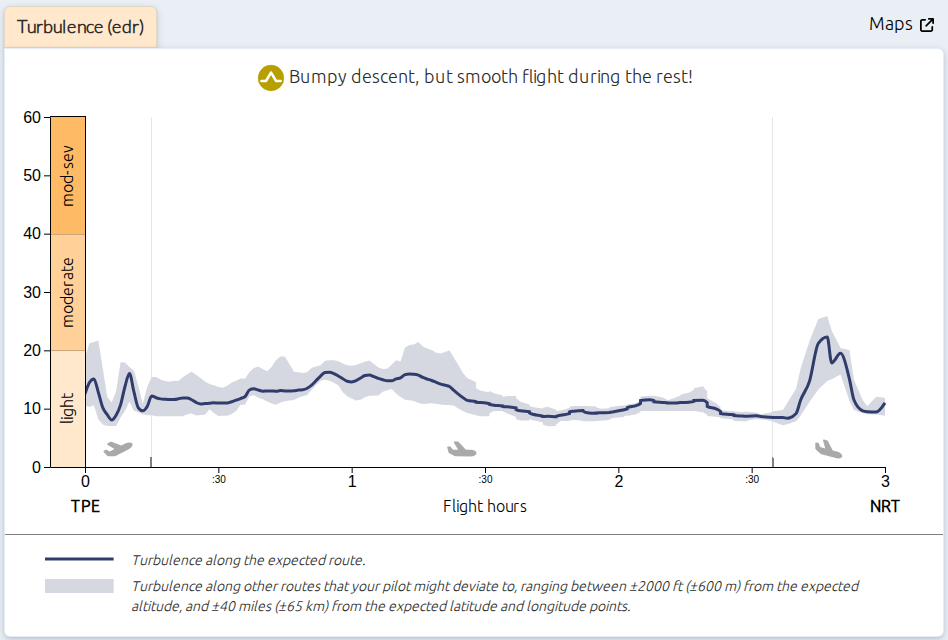 Turbulence (edr)
Maps
Bumpy descent, but smooth flight during the rest!
60
50
40
30
20
10
0
mod-sev
moderate
light
0
:30
1
:30
2
:30
3
TPE
Flight hours
NRT
Turbulence along the expected route.
Turbulence along other routes that your pilot might deviate to, ranging between ±2000 ft (±600 m) from the expected
altitude, and ±40 miles (±65 km) from the expected latitude and longitude points.